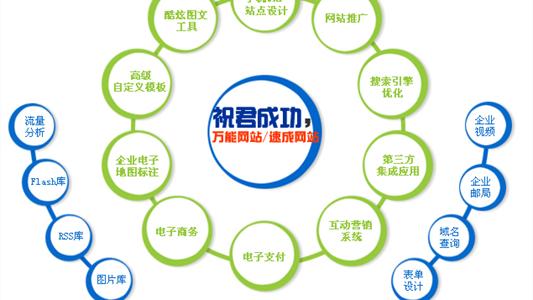 站点设计
酷炫图文
工具
网站推广
高级
自定义模板
搜索引擎
优化
祝君成功,
万能网站/速成网站
流量
分析
企业
视频
企业电子
地图标注
第三方
集成应用
Flash库
企业
邮局
电子商务
互动营销
系统
RSS库
域名
查询
电子支付
图片库
表单
设计